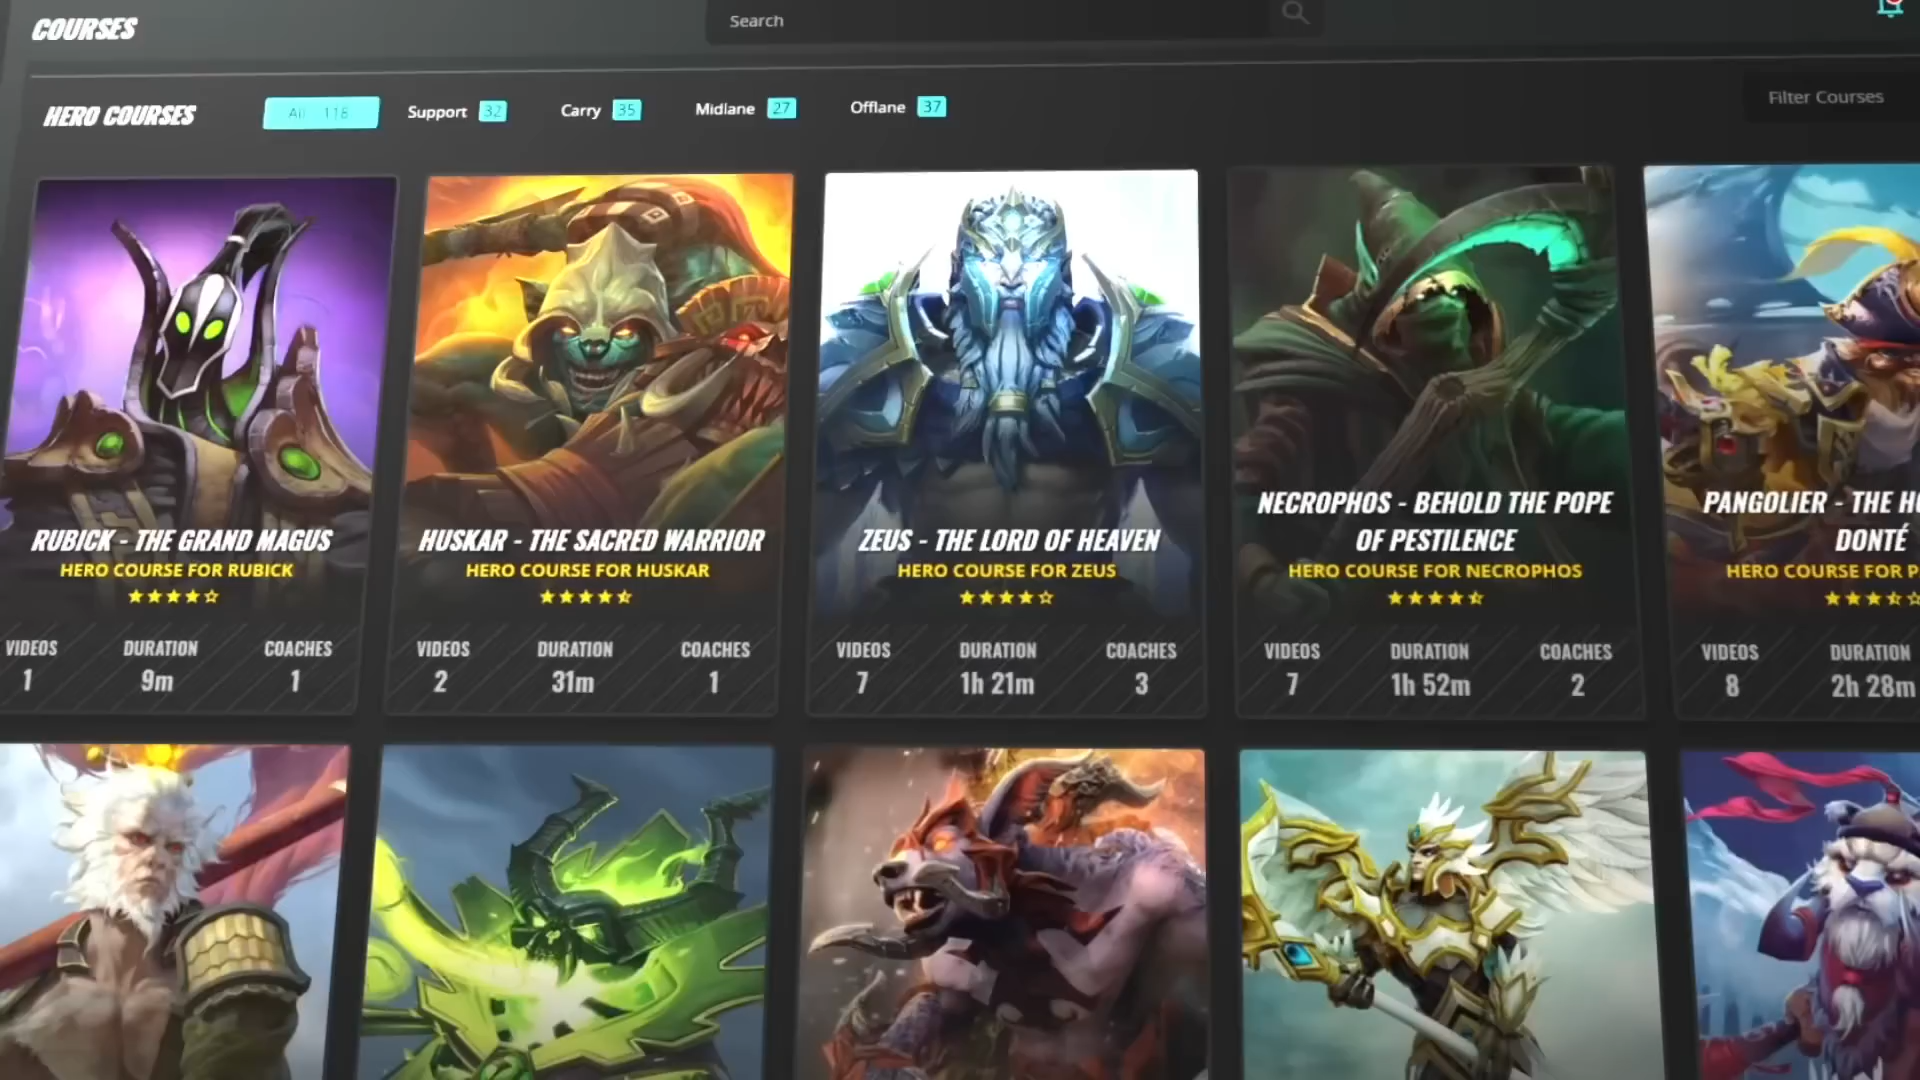 COURSES
Search
HERO COURSES
All 118
Support 32
Carry 35
Midlane 27
Offlane 37
Filter Courses
RUBICK - THE GRAND MAGUS
HERO COURSE FOR RUBICK
VIDEOS DURATION COACHES
1 9m 1
HUSKAR - THE SACRED WARRIOR
HERO COURSE FOR HUSKAR
VIDEOS DURATION COACHES
2 31m 1
ZEUS - THE LORD OF HEAVEN
HERO COURSE FOR ZEUS
VIDEOS DURATION COACHES
7 1h 21m 3
NECROPHOS - BEHOLD THE POPE
OF PESTILENCE
HERO COURSE FOR NECROPHOS
VIDEOS DURATION COACHES
7 1h 52m 2
PANGOLIER - THE
DONTÉ
HERO COURSE FOR
VIDEOS DURATION
8 2h 28m